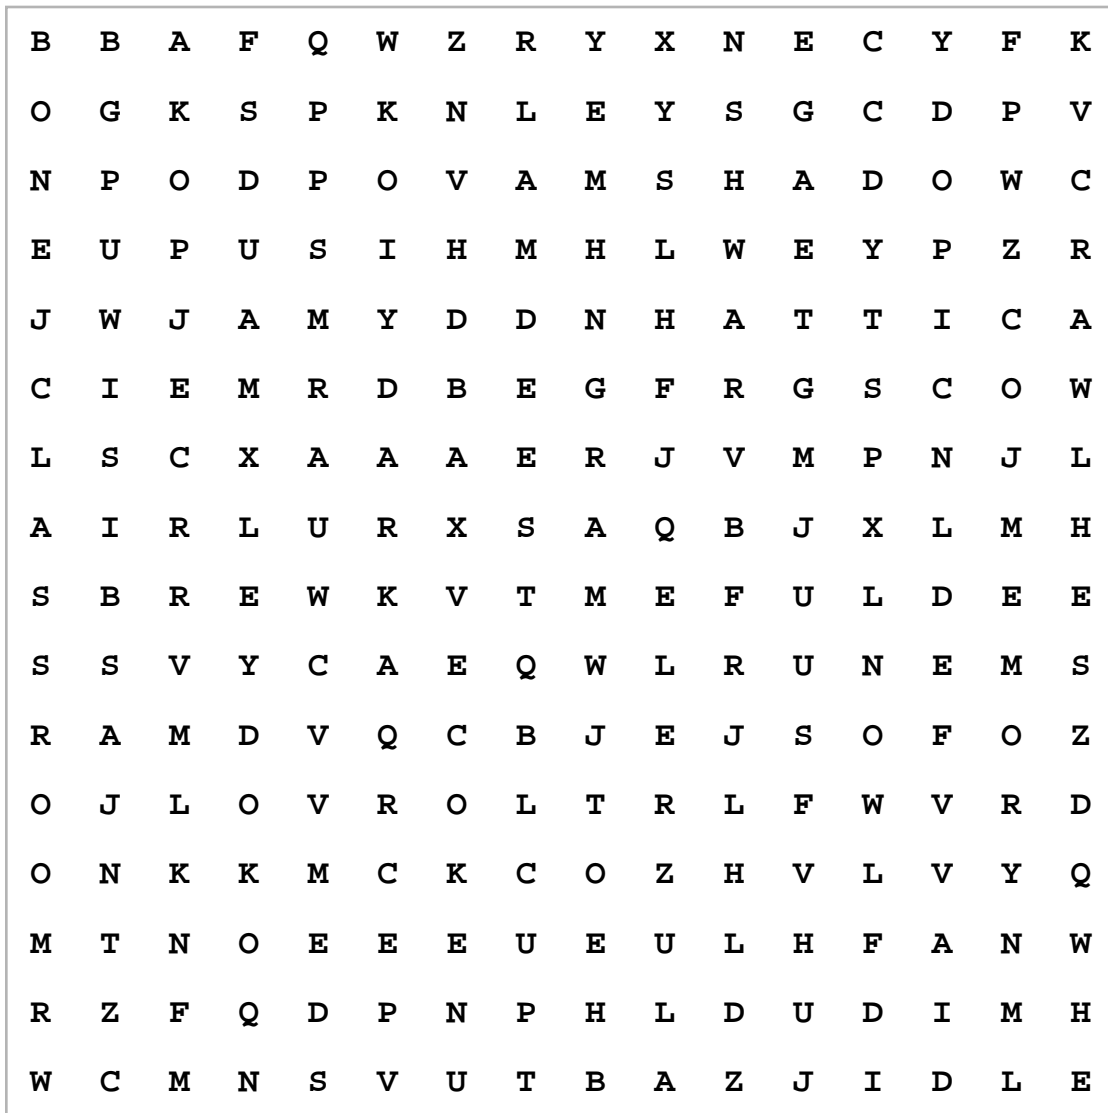 B B A F Q W Z R Y X N E C Y F K
O G K S P K N L E Y S G C D P V
N P O D P O V A M S H A D O W C
E U P U S I H M H L W E Y P Z R
J W J A M Y D D N H A T T I C A
C I E M R D B E G F R G S C O W
L S C X A A A E R J V M P N J L
A I R L U R X S A Q B J X L M H
S B R E W K V T M E F U L D E E
S S V Y C A E Q W L R U N E M S
R A M D V Q C B J E J S O F O Z
O J L O V R O L T R L F W V R D
O N K K M C K C O Z H V L V Y Q
M T N O E E E U E U L H F A N W
R Z F Q D P N P H L D U D I M H
W C M N S V U T B A Z J I D L E